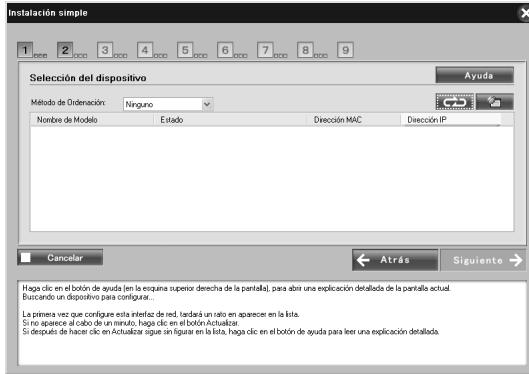 Instalación simple
1 2 3 4 5 6 7 8 9
Selección del dispositivo
Ayuda
Método de Ordenación:
Ninguno
Nombre de Modelo
Estado
Dirección MAC
Dirección IP
Cancelar
Atrás
Siguiente
Haga clic en el botón de ayuda (en la esquina superior derecha de la pantalla), para abrir una explicación detallada de la pantalla actual.
Buscando un dispositivo para configurar...
La primera vez que configure esta interfaz de red, tardará un rato en aparecer en la lista.
Si no aparece al cabo de un minuto, haga clic en el botón Actualizar.
Si después de hacer clic en Actualizar sigue sin figurar en la lista, haga clic en el botón de ayuda para leer una explicación detallada.